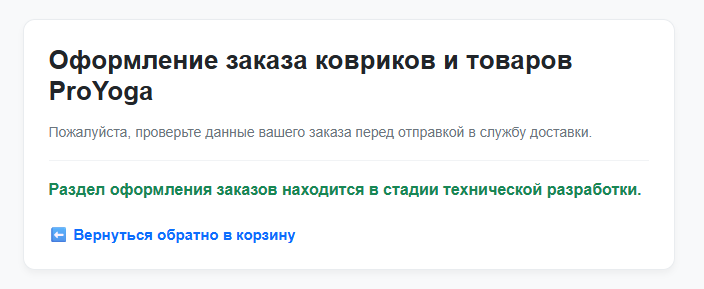 Оформление заказа ковриков и товаров
ProYoga
Пожалуйста, проверьте данные вашего заказа перед отправкой в службу доставки.
Раздел оформления заказов находится в стадии технической разработки.
⬅ Вернуться обратно в корзину